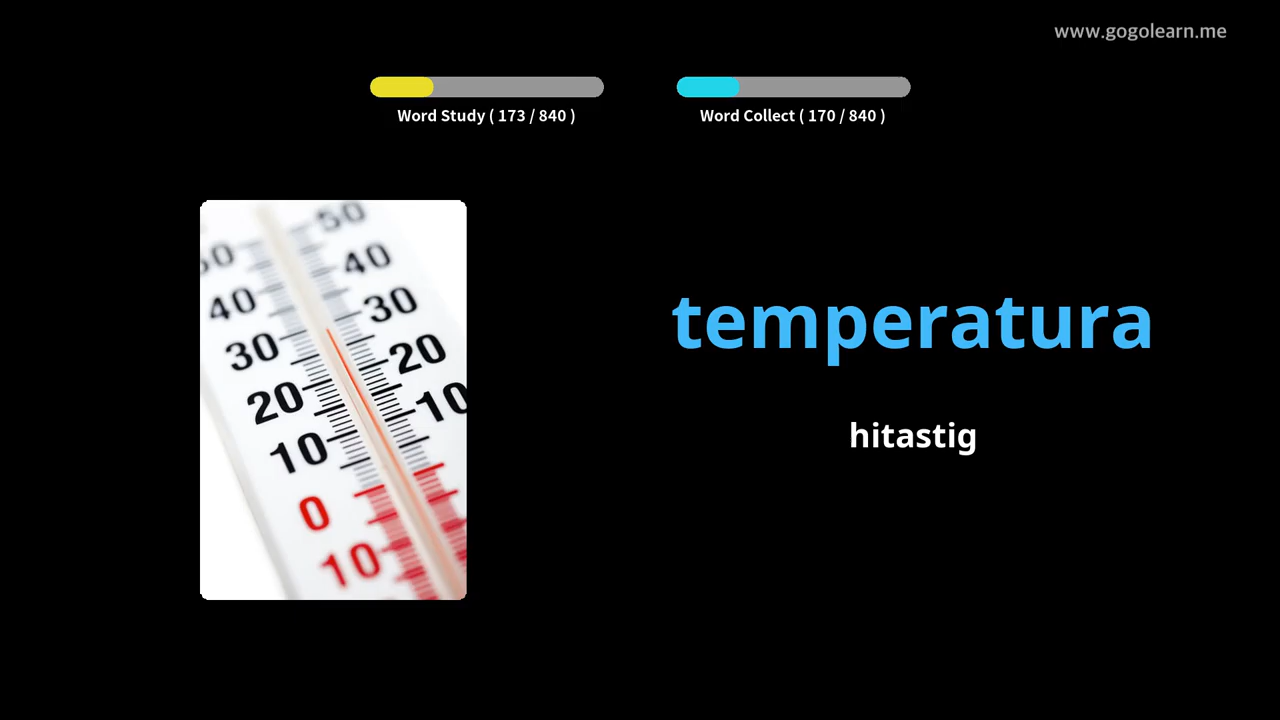 www.gogolearn.me
Word Study ( 173 / 840 )
Word Collect ( 170 / 840 )
50
40
40
30
30
20
20
10
10
0
10
temperatura
hitastig